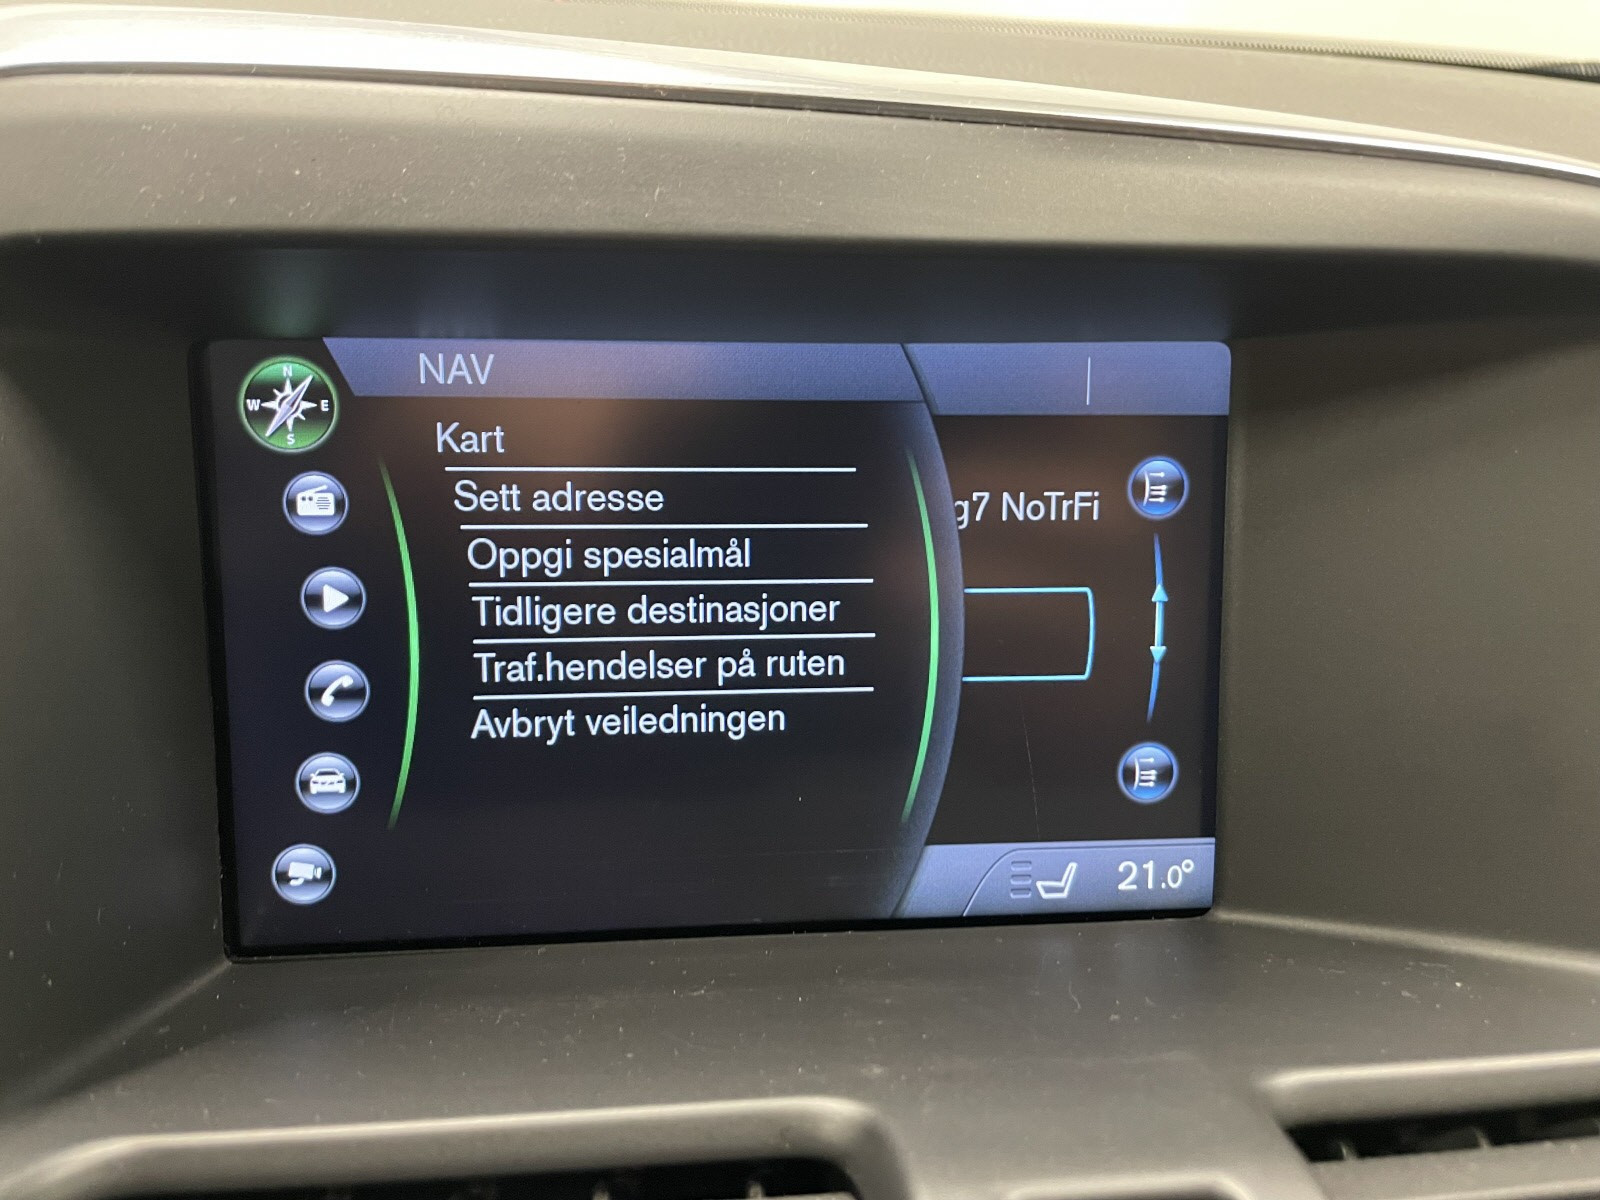 NAV
N
W E
S
Kart
Sett adresse
Oppgi spesialmål
Tidligere destinasjoner
Traf.hendelser på ruten
Avbryt veiledningen
g7 NoTrFi
21.0°